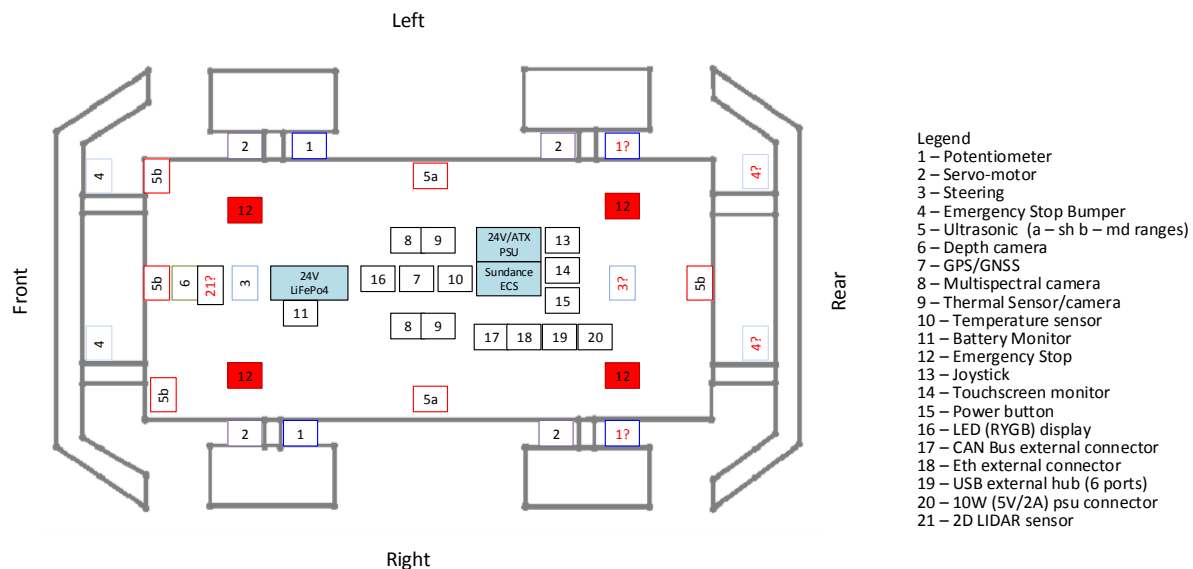 Left
2
1
2
1?
4
5b
5a
4?
12
12
8
9
24V/ATX
PSU
13
Front
5b
6
21?
3
24V
LiFePo4
16
7
10
Sundance
ECS
14
3?
5b
Rear
11
15
8
9
17
18
19
20
4
4?
12
12
5b
5a
2
1
2
1?
Right
Legend
1 – Potentiometer
2 – Servo-motor
3 – Steering
4 – Emergency Stop Bumper
5 – Ultrasonic (a – sh b – md ranges)
6 – Depth camera
7 – GPS/GNSS
8 – Multispectral camera
9 – Thermal Sensor/camera
10 – Temperature sensor
11 – Battery Monitor
12 – Emergency Stop
13 – Joystick
14 – Touchscreen monitor
15 – Power button
16 – LED (RYGB) display
17 – CAN Bus external connector
18 – Eth external connector
19 – USB external hub (6 ports)
20 – 10W (5V/2A) psu connector
21 – 2D LIDAR sensor